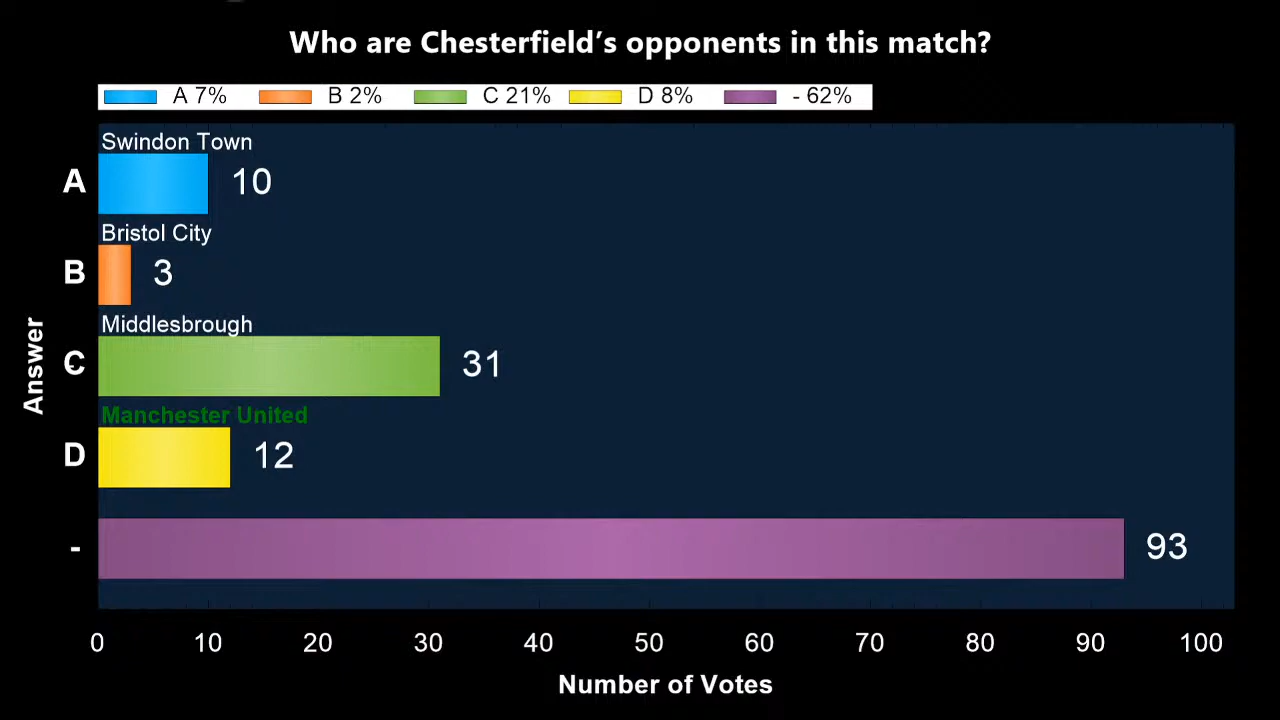 Who are Chesterfield’s opponents in this match?
A 7% B 2% C 21% D 8% - 62%
Swindon Town
A 10
Bristol City
B 3
Middlesbrough
C 31
Manchester United
D 12
- 93
Answer
0 10 20 30 40 50 60 70 80 90 100
Number of Votes